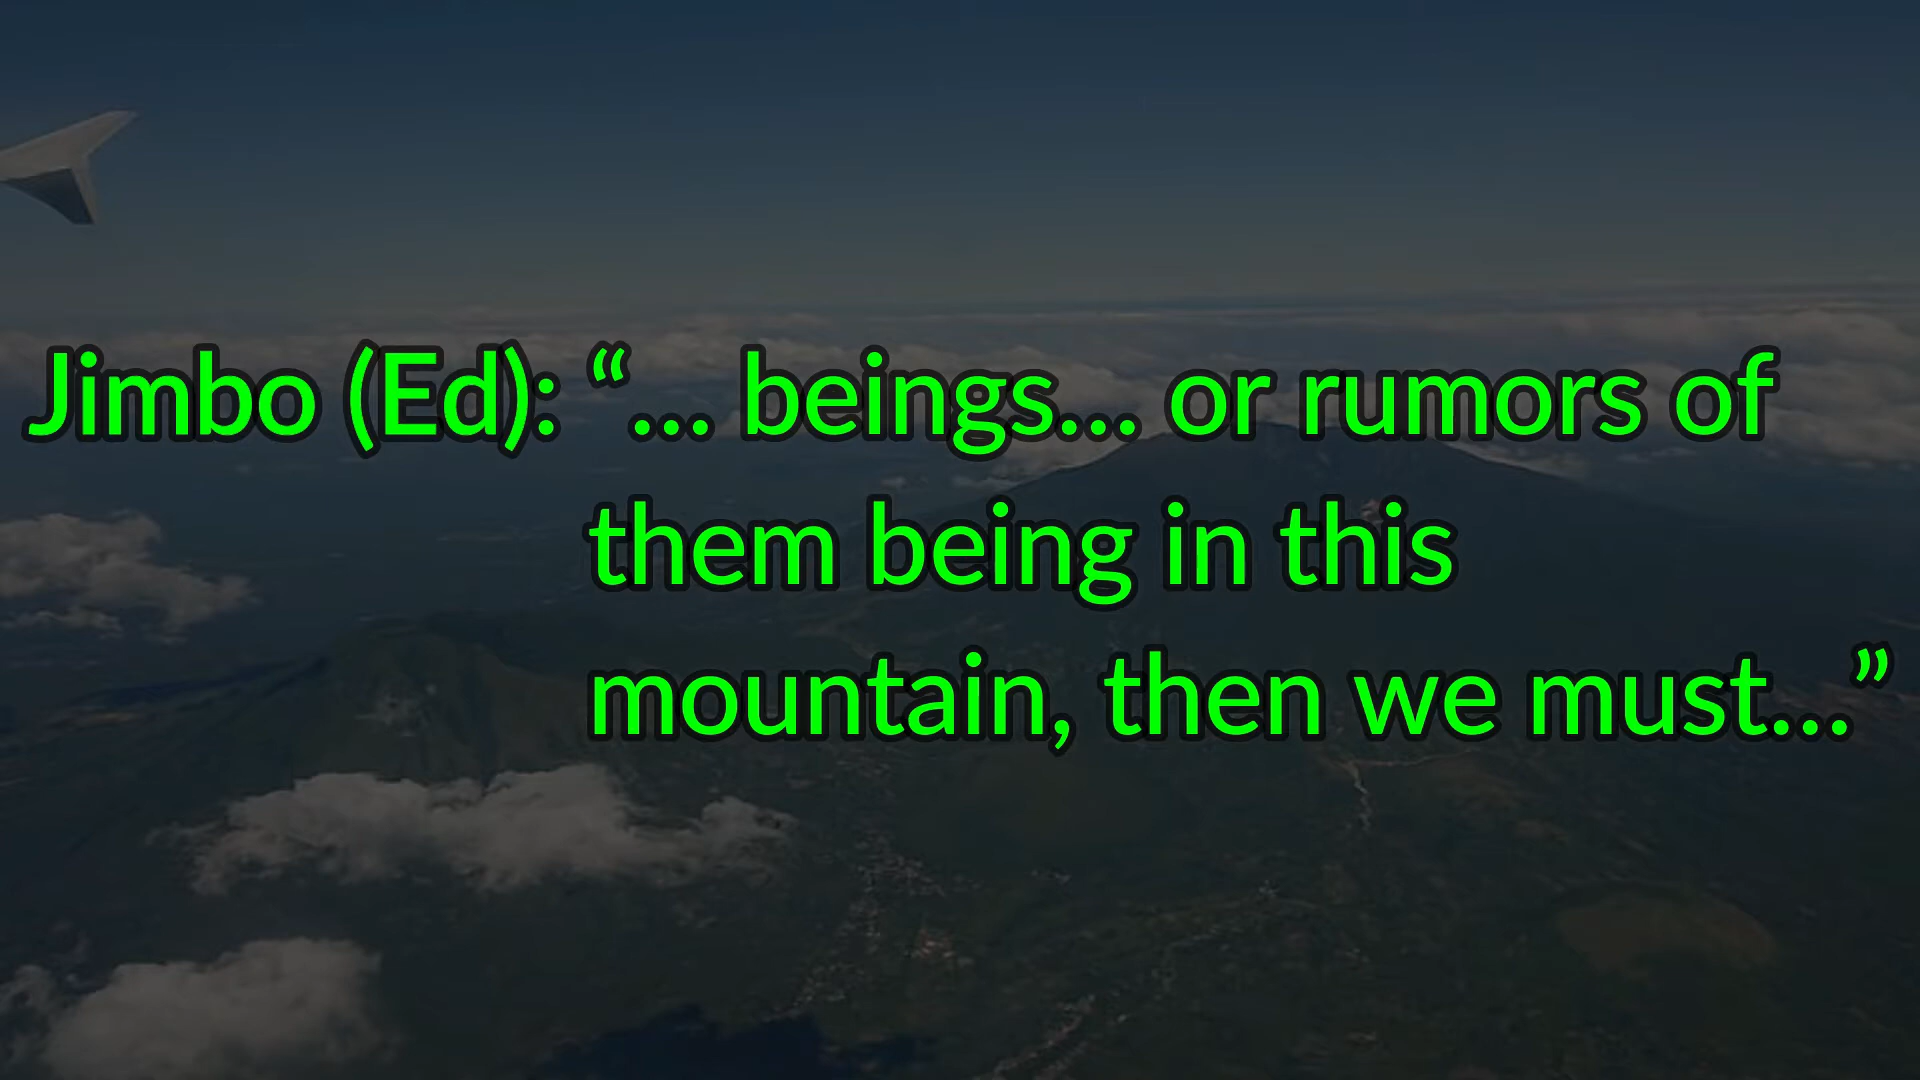 Jimbo (Ed): “... beings... or rumors of
them being in this
mountain, then we must...”